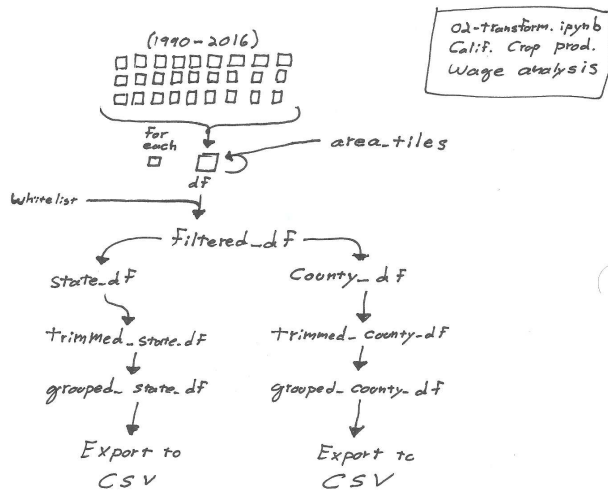 (1990-2016)
02-transform.ipynb
Calif. Crop prod.
Wage analysis
for
each
area_tiles
df
Whitelist
filtered_df
state_df
County_df
trimmed_state_df
trimmed_county_df
grouped_state_df
grouped_county_df
Export to
CSV
Export to
CSV